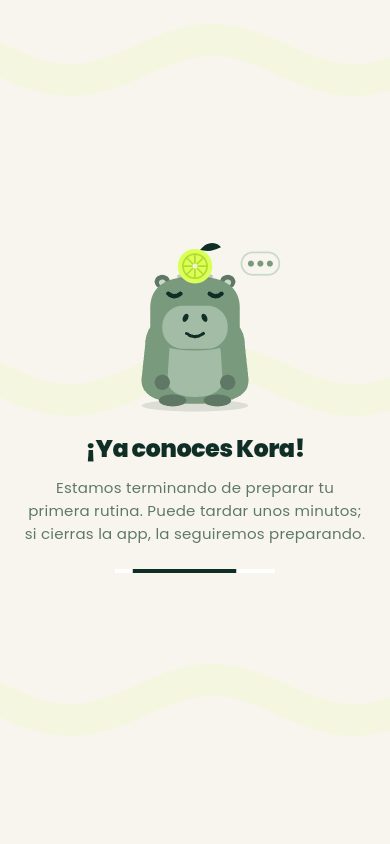 ¡Ya conoces Kora!
Estamos terminando de preparar tu
primera rutina. Puede tardar unos minutos;
si cierras la app, la seguiremos preparando.